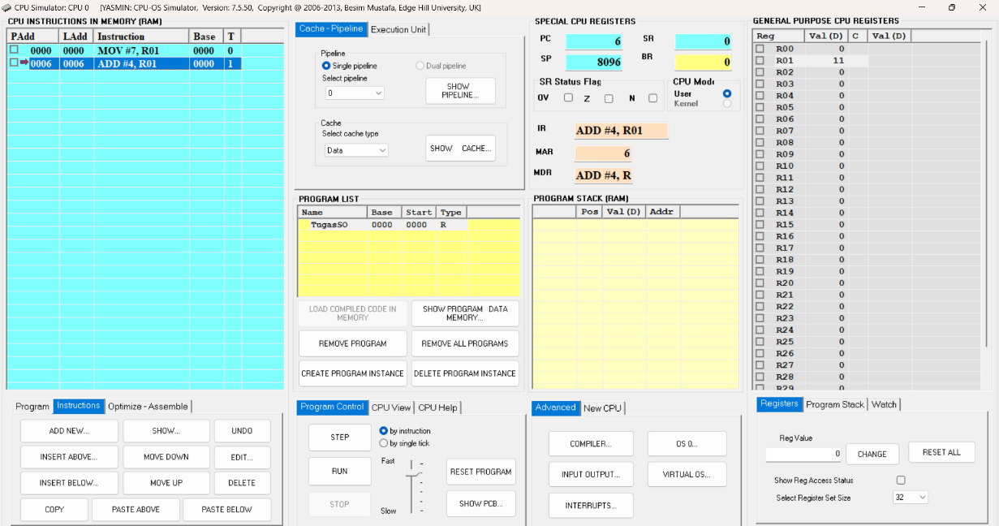 CPU Simulator: CPU 0 [YASMIN: CPU-OS Simulator, Version: 7.5.50, Copyright @ 2006-2013, Besim Mustafa, Edge Hill University, UK]
CPU INSTRUCTIONS IN MEMORY (RAM)
PAdd LAdd Instruction Base T
0000 0000 MOV #7, R01 0000 0
0006 0006 ADD #4, R01 0000 1
Program Instructions Optimize - Assemble
ADD NEW... SHOW... UNDO
INSERT ABOVE... MOVE DOWN EDIT...
INSERT BELOW... MOVE UP DELETE
COPY PASTE ABOVE PASTE BELOW
Cache - Pipeline Execution Unit
Pipeline
Single pipeline Dual pipeline
Select pipeline
0
SHOW PIPELINE...
Cache
Select cache type
Data
SHOW CACHE...
PROGRAM LIST
Name Base Start Type
TugasSO 0000 0000 R
LOAD COMPILED CODE IN MEMORY
SHOW PROGRAM DATA MEMORY...
REMOVE PROGRAM REMOVE ALL PROGRAMS
CREATE PROGRAM INSTANCE DELETE PROGRAM INSTANCE
Program Control CPU View CPU Help
STEP
by instruction
by single tick
RUN
Fast
RESET PROGRAM
STOP
Slow
SHOW PCB...
SPECIAL CPU REGISTERS
PC 6 SR 0
SP 8096 BR 0
SR Status Flag
OV Z N
CPU Mode
User
Kernel
IR ADD #4, R01
MAR 6
MDR ADD #4, R
PROGRAM STACK (RAM)
Pos Val (D) Addr
Advanced New CPU
COMPILER... OS 0...
INPUT OUTPUT... VIRTUAL OS...
INTERRUPTS...
GENERAL PURPOSE CPU REGISTERS
Reg Val (D) C Val (D)
R00 0
R01 11
R02 0
R03 0
R04 0
R05 0
R06 0
R07 0
R08 0
R09 0
R10 0
R11 0
R12 0
R13 0
R14 0
R15 0
R16 0
R17 0
R18 0
R19 0
R20 0
R21 0
R22 0
R23 0
R24 0
R25 0
R26 0
R27 0
R28 0
R29 0
Registers Program Stack Watch
Reg Value
0 CHANGE RESET ALL
Show Reg Access Status
Select Register Set Size 32